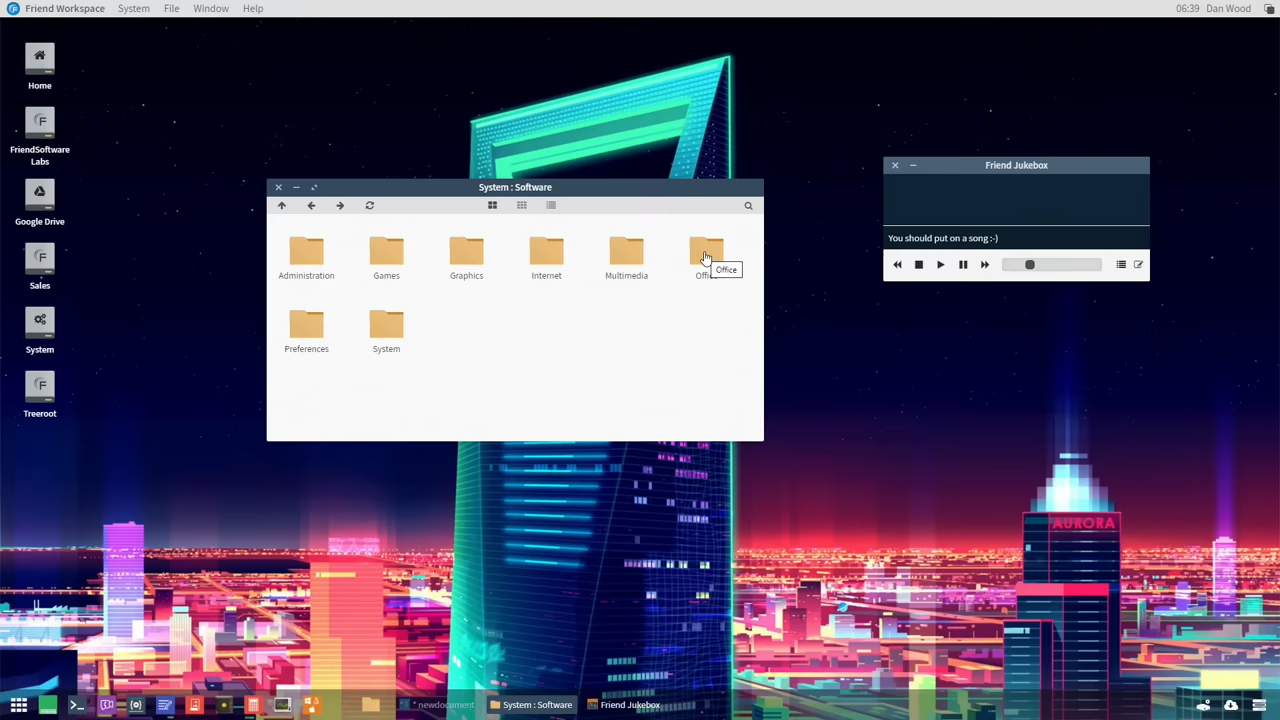 Friend Workspace System File Window Help 06:39 Dan Wood
Home
FriendSoftware
Labs
Google Drive
Sales
System
Treeroot
System : Software
Administration Games Graphics Internet Multimedia Office
Office
Preferences System
Friend Jukebox
You should put on a song :-)
AURORA
* newdocument System : Software Friend Jukebox